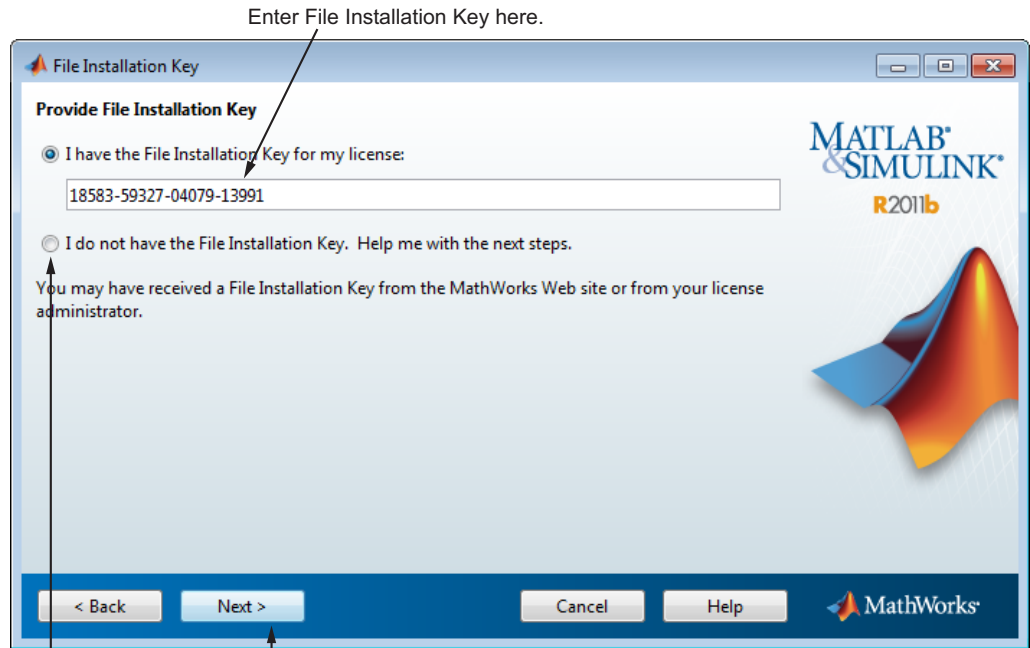 Enter File Installation Key here.
File Installation Key
Provide File Installation Key
I have the File Installation Key for my license:
18583-59327-04079-13991
I do not have the File Installation Key. Help me with the next steps.
You may have received a File Installation Key from the MathWorks Web site or from your license
administrator.
MATLAB®
&SIMULINK®
R2011b
< Back
Next >
Cancel
Help
MathWorks®